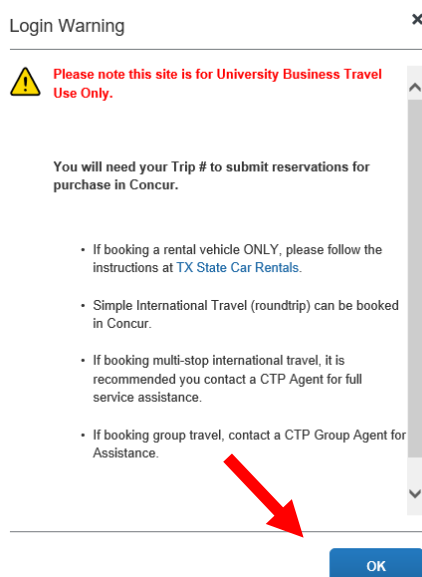 Login Warning
Please note this site is for University Business Travel
Use Only.
You will need your Trip # to submit reservations for
purchase in Concur.
• If booking a rental vehicle ONLY, please follow the
instructions at TX State Car Rentals.
• Simple International Travel (roundtrip) can be booked
in Concur.
• If booking multi-stop international travel, it is
recommended you contact a CTP Agent for full
service assistance.
• If booking group travel, contact a CTP Group Agent for
Assistance.
OK